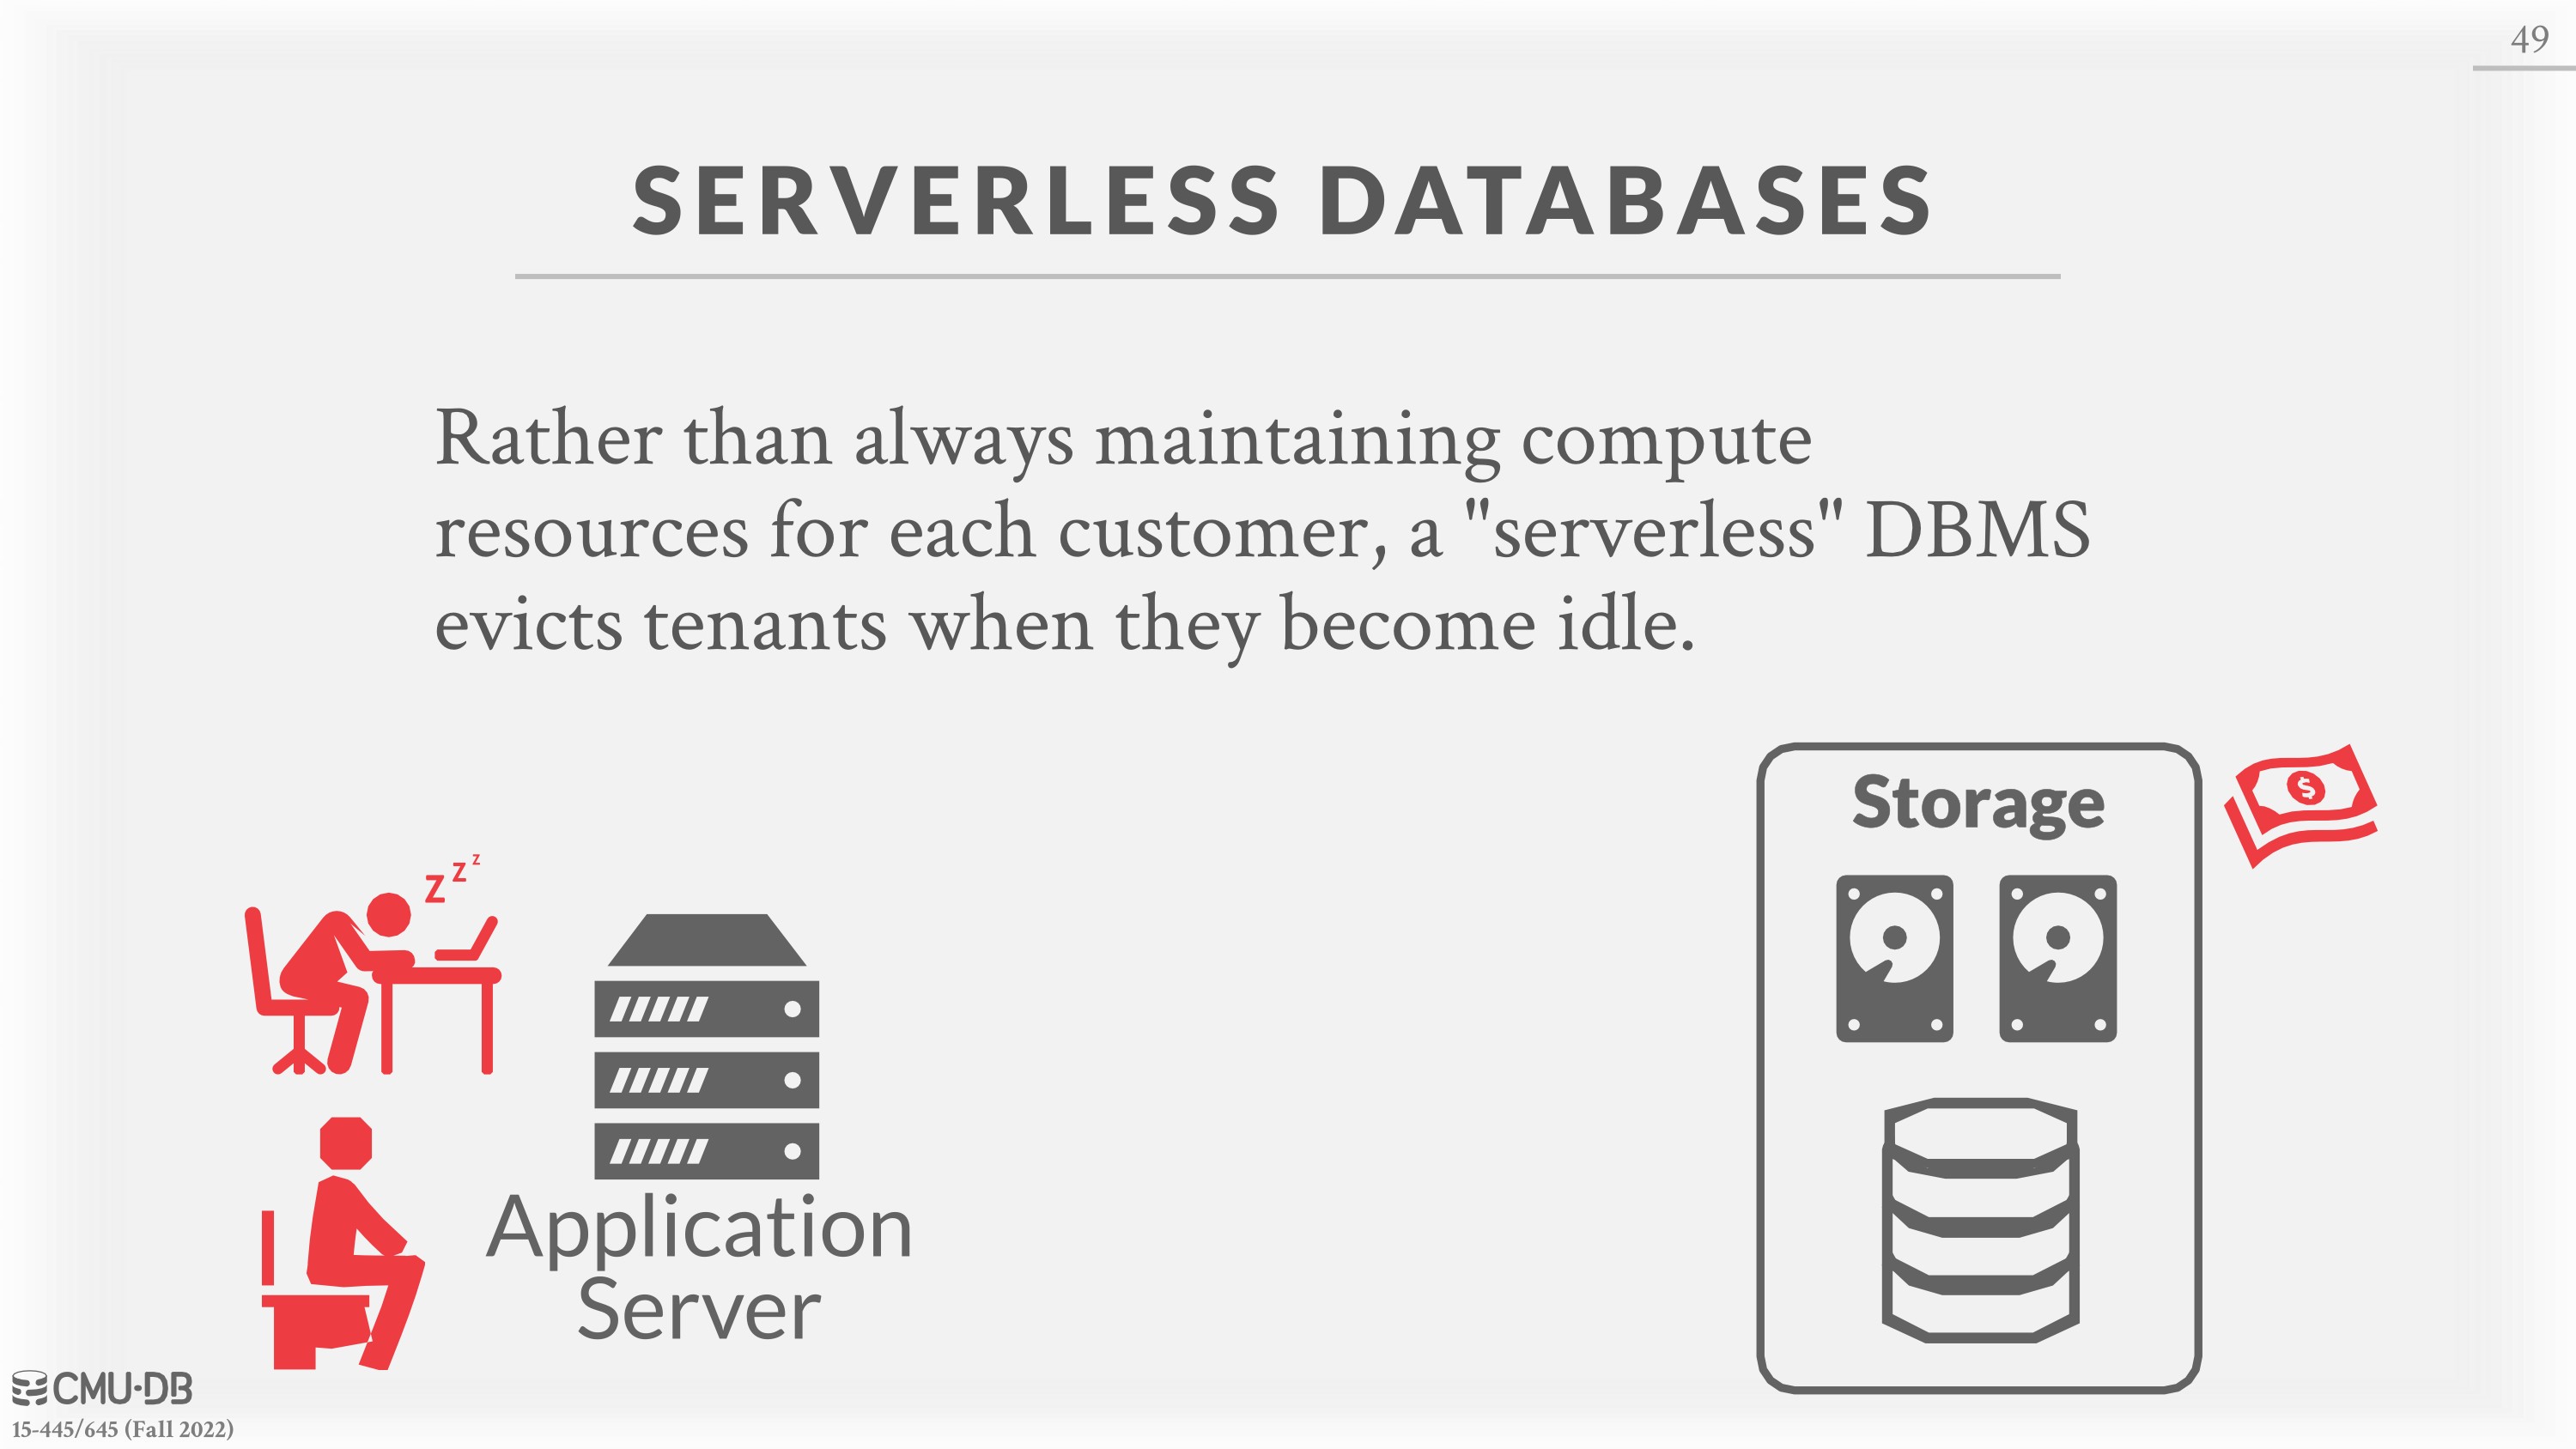 49
SERVERLESS DATABASES
Rather than always maintaining compute
resources for each customer, a "serverless" DBMS
evicts tenants when they become idle.
Storage
$
z z z
Application
Server
CMU·DB
15-445/645 (Fall 2022)